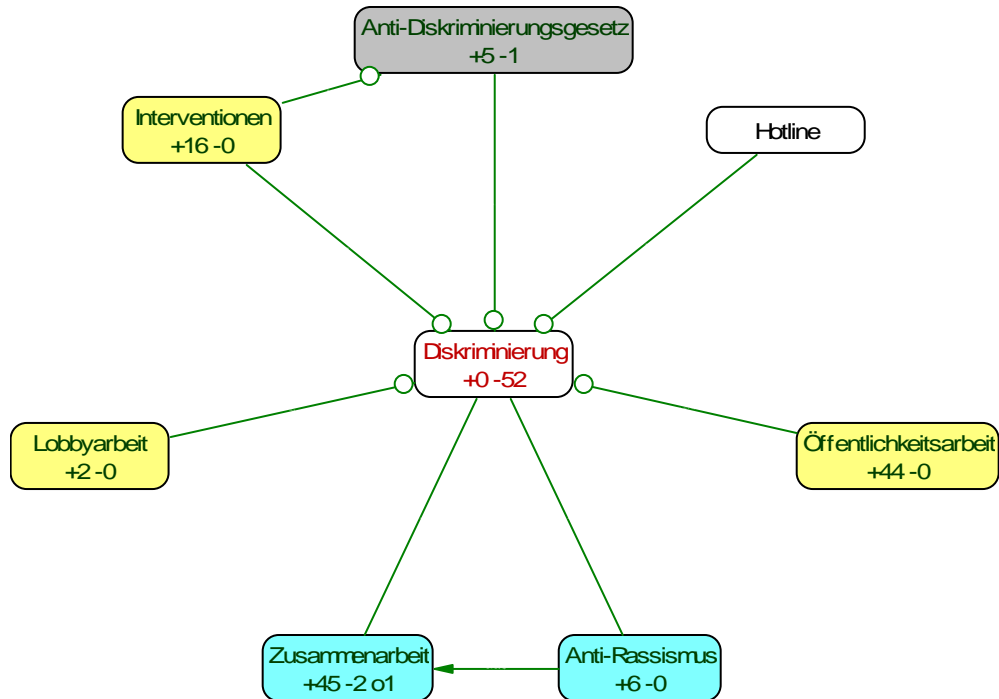 Anti-Diskriminierungsgesetz
+5 -1
Interventionen
+16 -0
Hotline
Diskriminierung
+0 -52
Lobbyarbeit
+2 -0
Öffentlichkeitsarbeit
+44 -0
Zusammenarbeit
+45 -2 o1
Anti-Rassismus
+6 -0